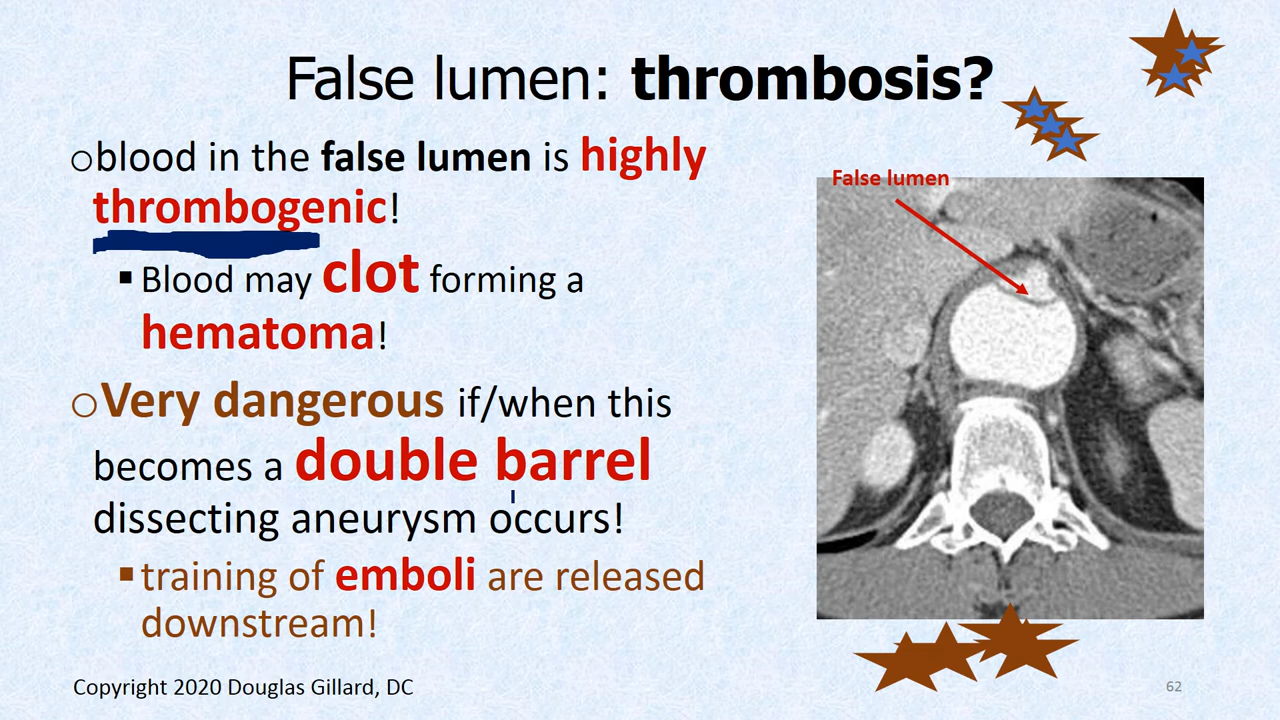 False lumen: thrombosis?
oblood in the false lumen is highly
thrombogenic!
▪Blood may clot forming a
hematoma!
oVery dangerous if/when this
becomes a double barrel
dissecting aneurysm occurs!
▪training of emboli are released
downstream!
False lumen
Copyright 2020 Douglas Gillard, DC
62